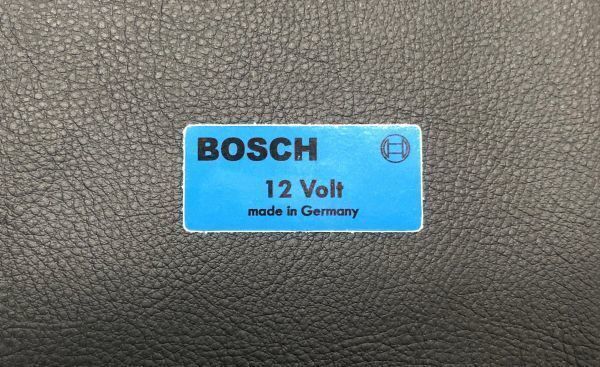 BOSCH
12 Volt
made in Germany